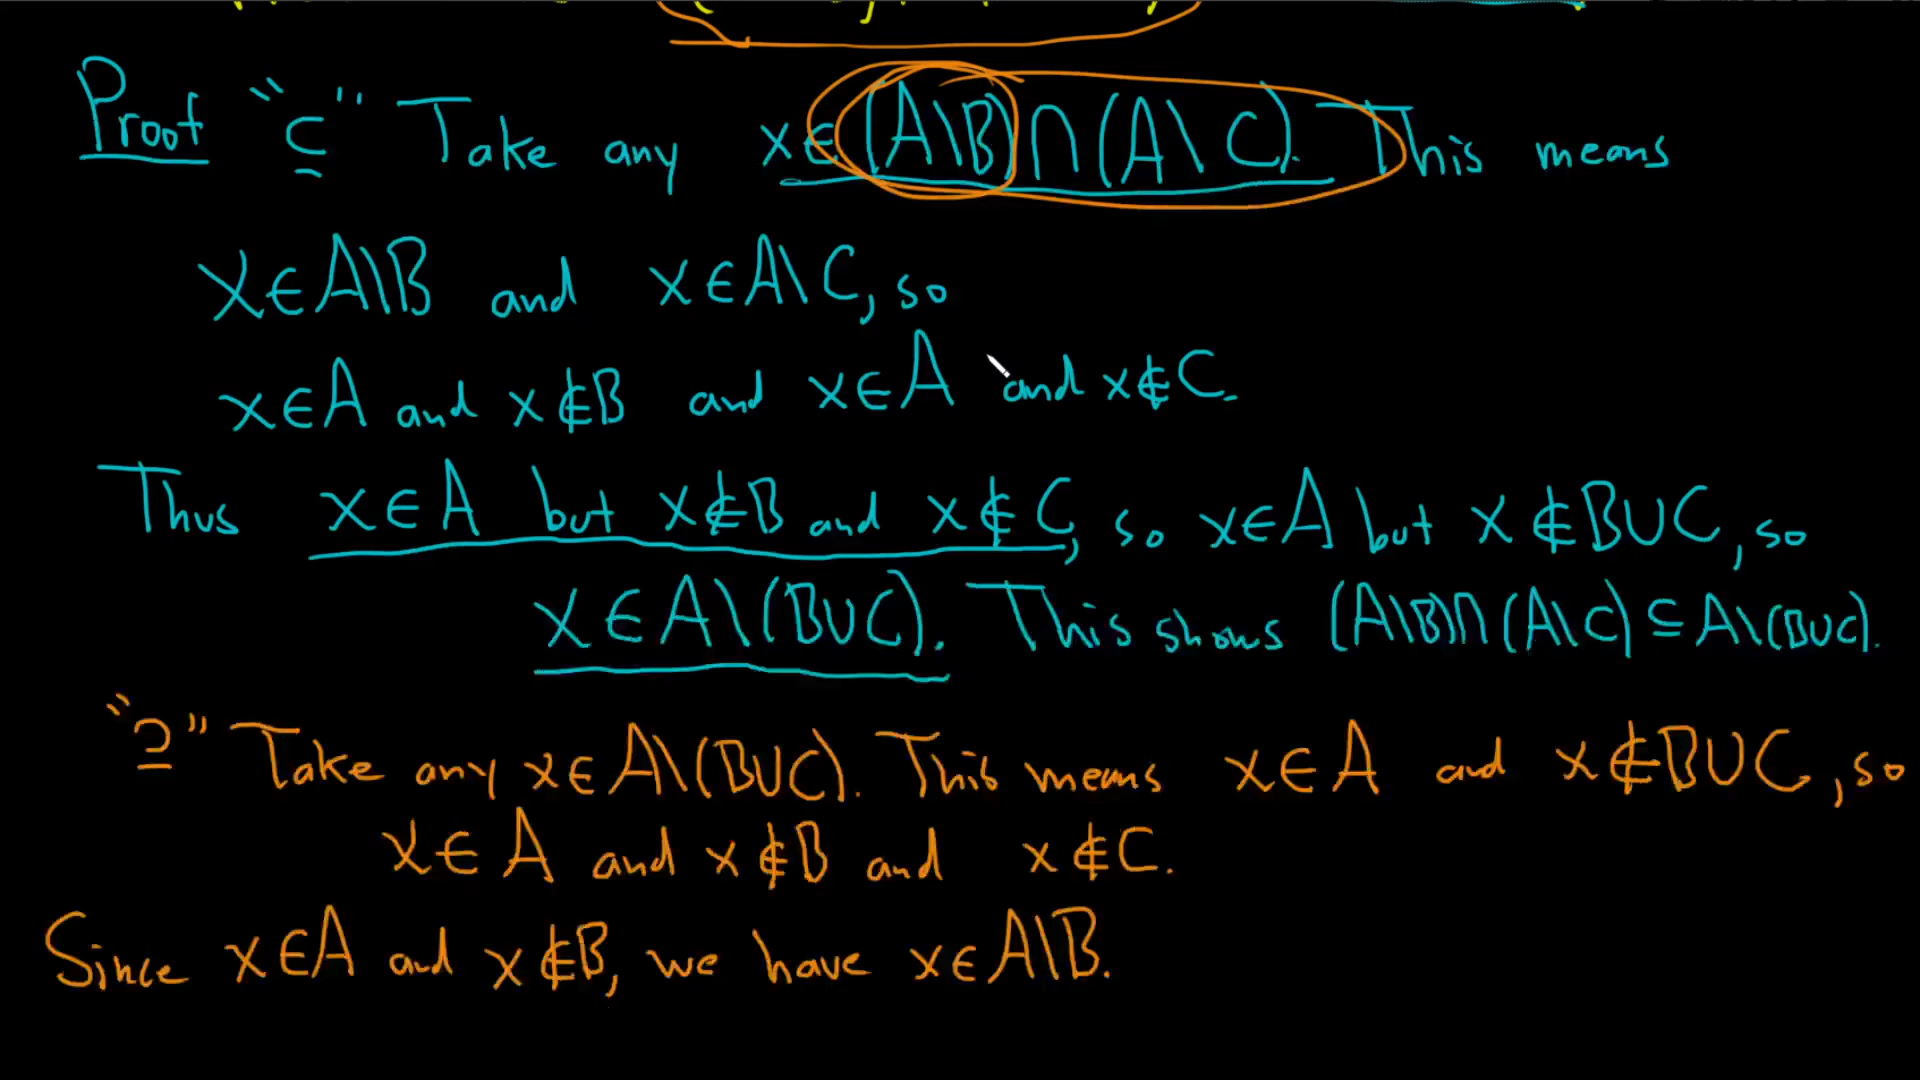 Proof "⊆" Take any x∈(A\B)∩(A\C). This means
x∈A\B and x∈A\C, so
x∈A and x∉B and x∈A and x∉C.
Thus x∈A but x∉B and x∉C, so x∈A but x∉B∪C, so
x∈A\(B∪C). This shows (A\B)∩(A\C)⊆A\(B∪C).
"⊇" Take any x∈A\(B∪C). This means x∈A and x∉B∪C, so
x∈A and x∉B and x∉C.
Since x∈A and x∉B, we have x∈A\B.